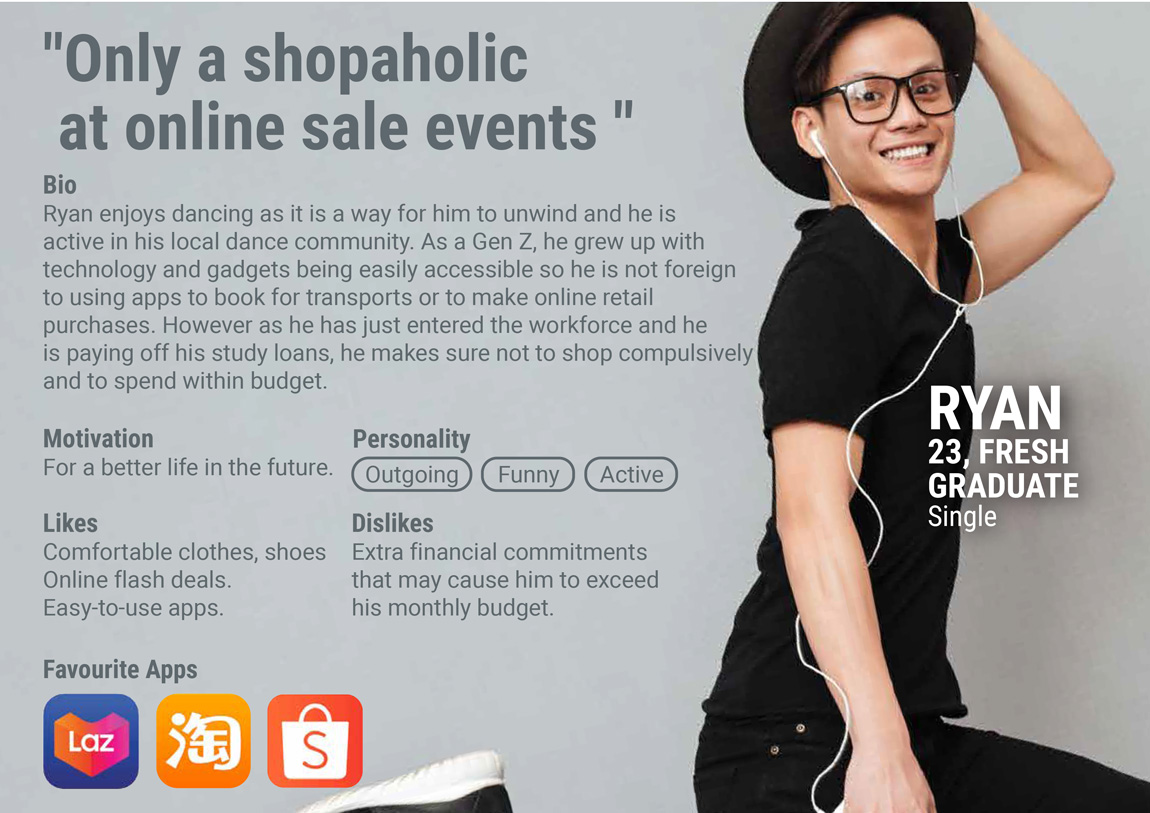 "Only a shopaholic
at online sale events "
Bio
Ryan enjoys dancing as it is a way for him to unwind and he is
active in his local dance community. As a Gen Z, he grew up with
technology and gadgets being easily accessible so he is not foreign
to using apps to book for transports or to make online retail
purchases. However as he has just entered the workforce and he
is paying off his study loans, he makes sure not to shop compulsively
and to spend within budget.
Motivation
For a better life in the future.
Personality
Outgoing Funny Active
Likes
Comfortable clothes, shoes
Online flash deals.
Easy-to-use apps.
Dislikes
Extra financial commitments
that may cause him to exceed
his monthly budget.
Favourite Apps
Laz 淘 S
RYAN
23, FRESH
GRADUATE
Single